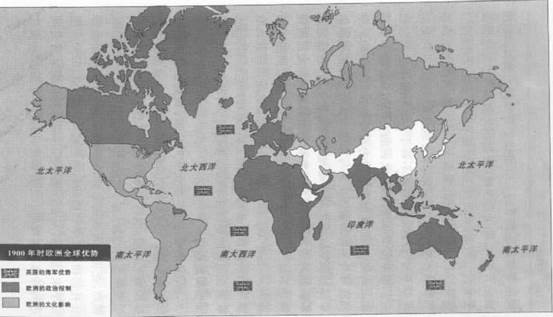 北太平洋
北大西洋
北太平洋
印度洋
南太平洋
南大西洋
南太平洋
1900 年时欧洲全球优势
英国的海军优势
欧洲的政治控制
欧洲的文化影响